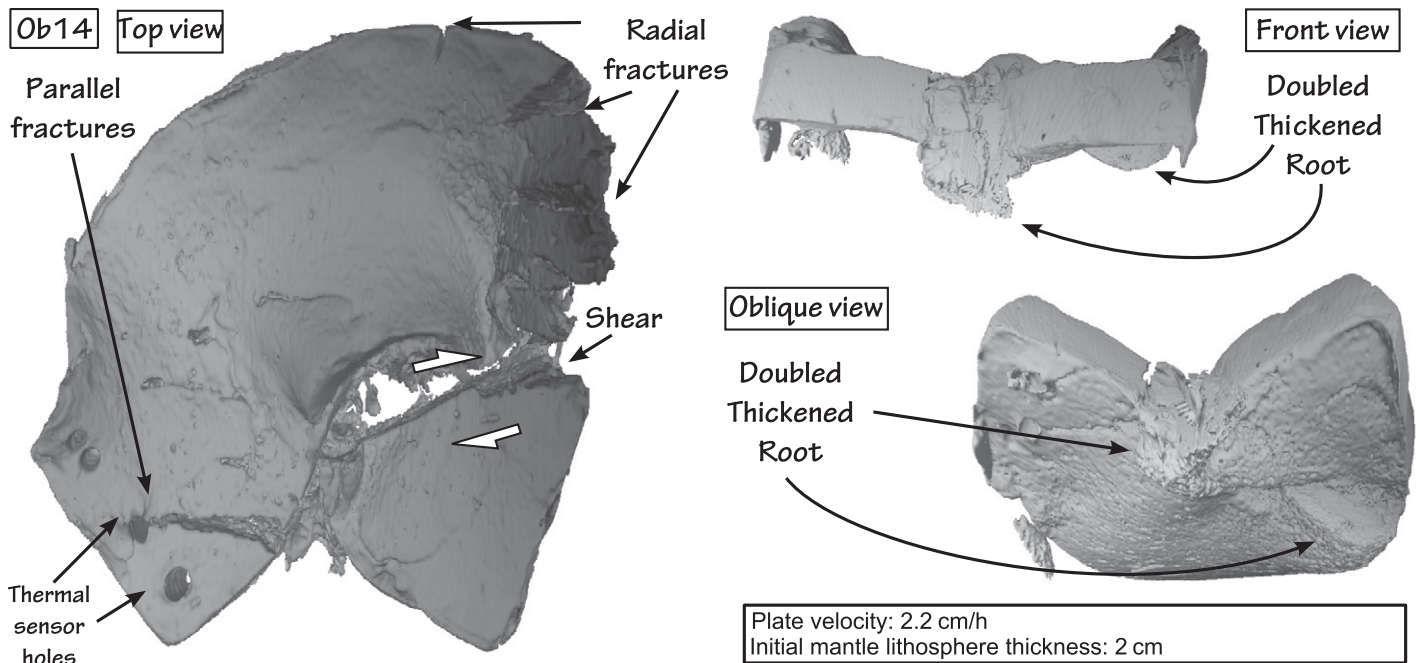 Ob14
Top view
Parallel
fractures
Radial
fractures
Shear
Thermal
sensor
holes
Front view
Doubled
Thickened
Root
Oblique view
Doubled
Thickened
Root
Plate velocity: 2.2 cm/h
Initial mantle lithosphere thickness: 2 cm